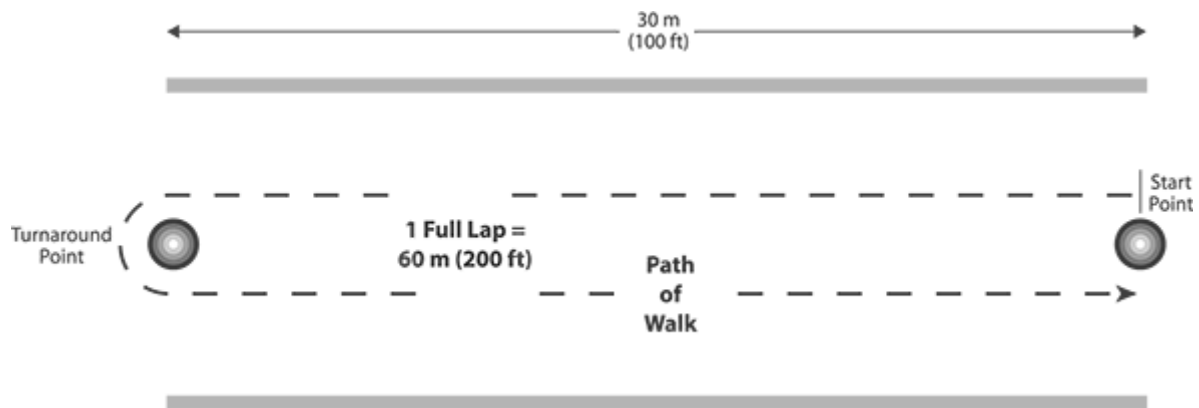 30 m
(100 ft)
Start
Point
Turnaround
Point
1 Full Lap =
60 m (200 ft)
Path
of
Walk